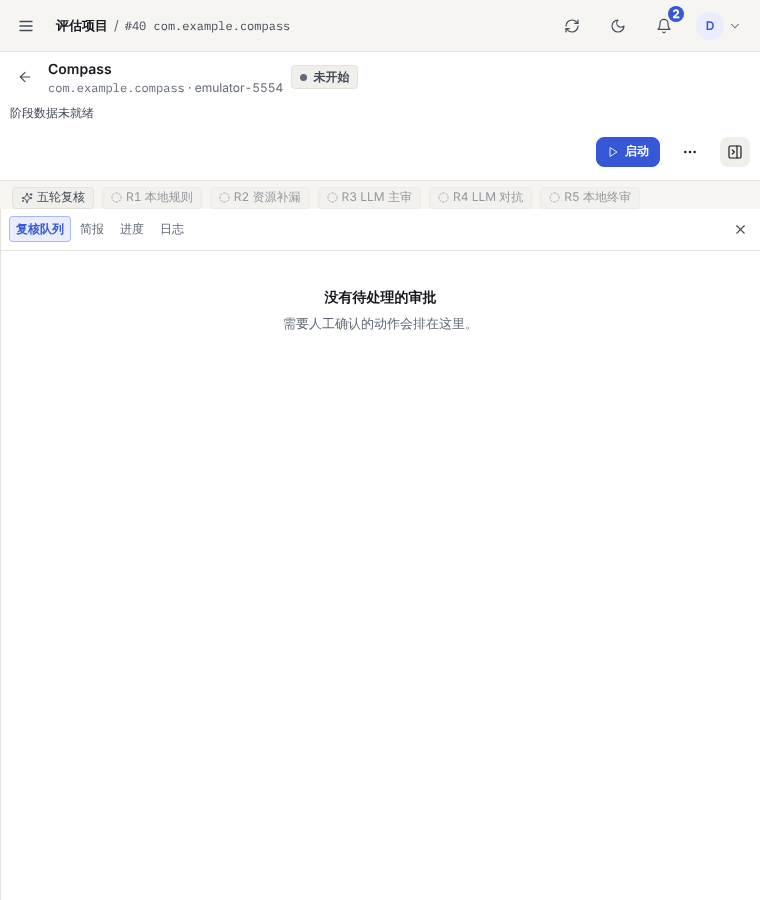 评估项目 / #40 com.example.compass
2
D
Compass
com.example.compass · emulator-5554
未开始
阶段数据未就绪
启动
五轮复核
R1 本地规则
R2 资源补漏
R3 LLM 主审
R4 LLM 对抗
R5 本地终审
复核队列
简报
进度
日志
没有待处理的审批
需要人工确认的动作会排在这里。